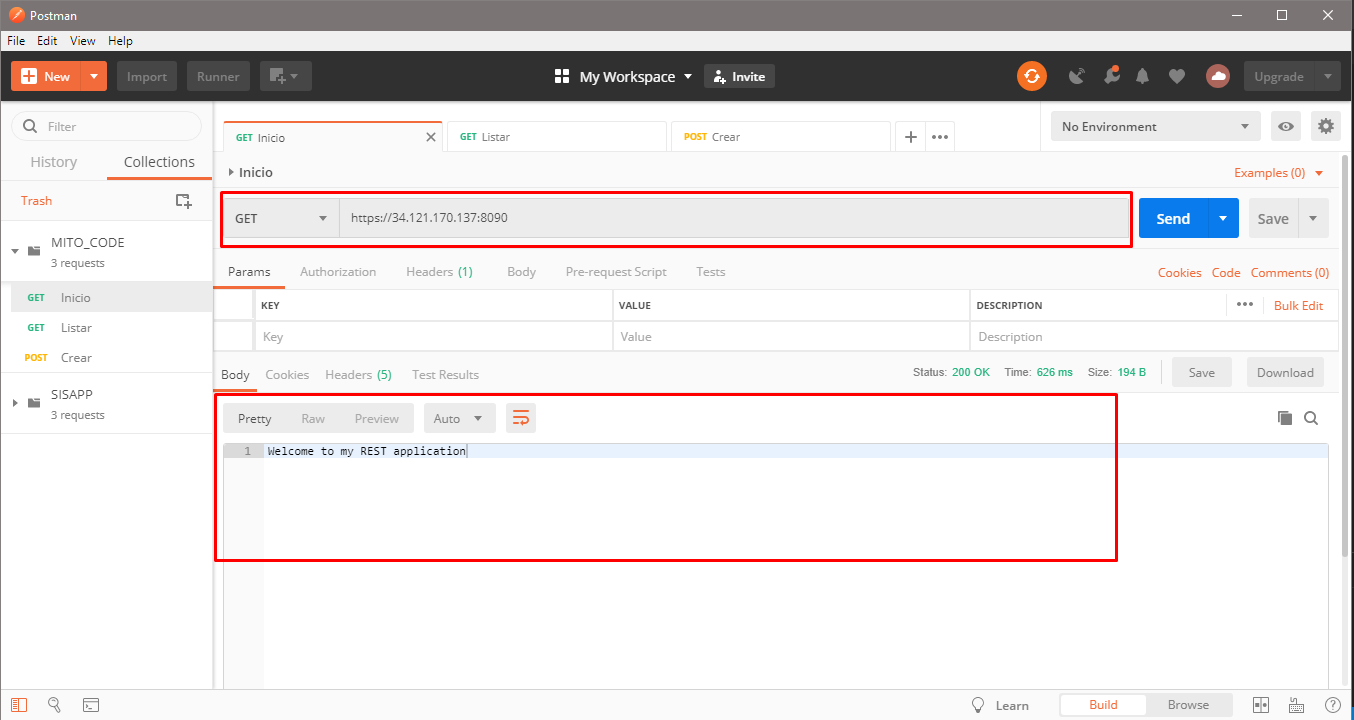 Postman
File Edit View Help
New Import Runner My Workspace Invite Upgrade
Filter
History Collections
Trash
MITO_CODE
3 requests
GET Inicio
GET Listar
POST Crear
SISAPP
3 requests
GET Inicio GET Listar POST Crear No Environment
Inicio Examples (0)
GET https://34.121.170.137:8090 Send Save
Params Authorization Headers (1) Body Pre-request Script Tests Cookies Code Comments (0)
KEY VALUE DESCRIPTION Bulk Edit
Key Value Description
Body Cookies Headers (5) Test Results Status: 200 OK Time: 626 ms Size: 194 B Save Download
Pretty Raw Preview Auto
1 Welcome to my REST application
Learn Build Browse